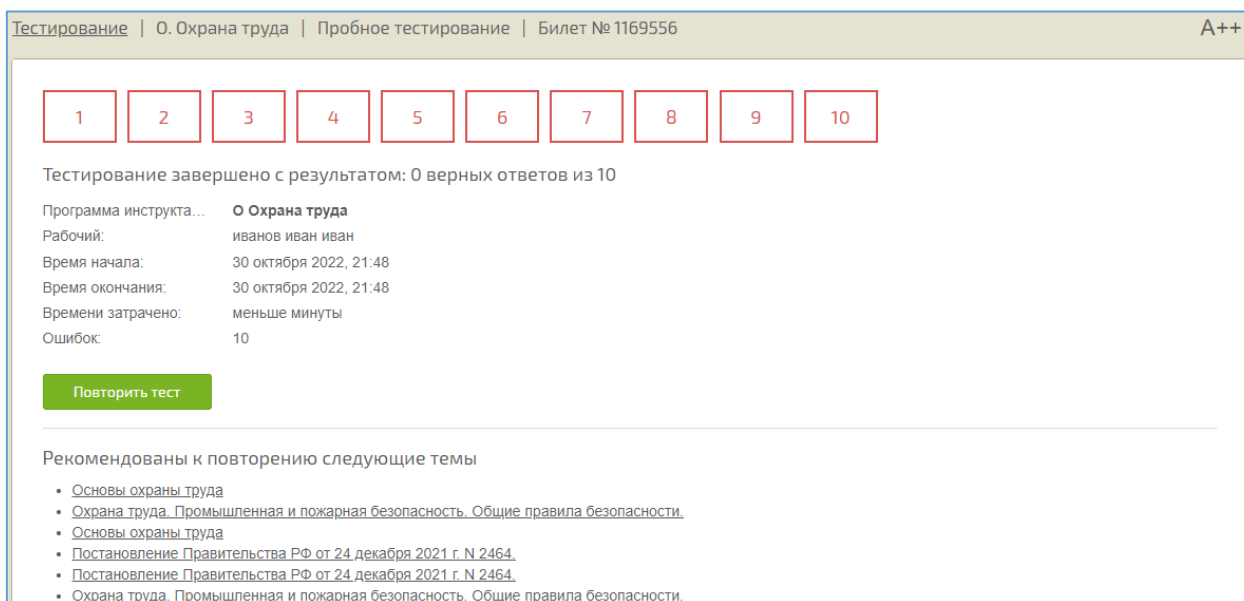 Тестирование | О. Охрана труда | Пробное тестирование | Билет № 1169556 А++
1 2 3 4 5 6 7 8 9 10
Тестирование завершено с результатом: 0 верных ответов из 10
Программа инструкта... О Охрана труда
Рабочий: иванов иван иван
Время начала: 30 октября 2022, 21:48
Время окончания: 30 октября 2022, 21:48
Времени затрачено: меньше минуты
Ошибок: 10
Повторить тест
Рекомендованы к повторению следующие темы
• Основы охраны труда
• Охрана труда. Промышленная и пожарная безопасность. Общие правила безопасности.
• Основы охраны труда
• Постановление Правительства РФ от 24 декабря 2021 г. N 2464.
• Постановление Правительства РФ от 24 декабря 2021 г. N 2464.
• Охрана труда. Промышленная и пожарная безопасность. Общие правила безопасности.